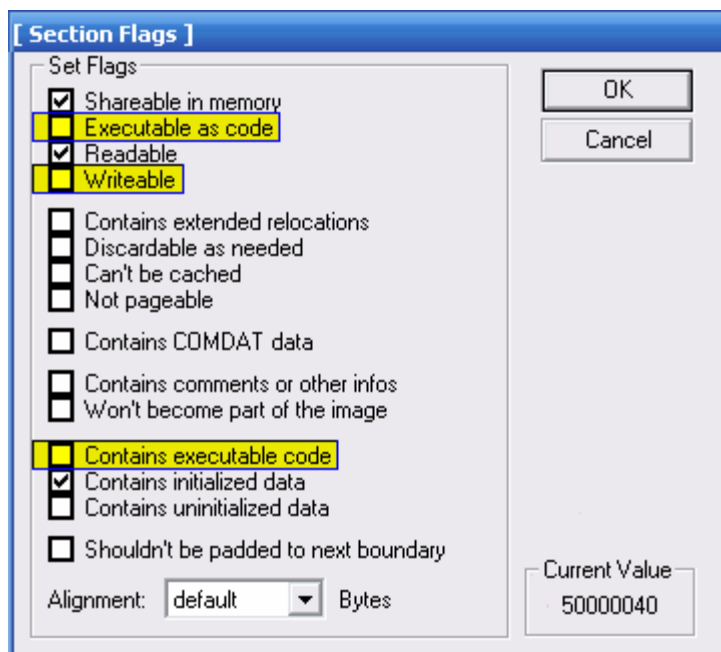 [ Section Flags ]
Set Flags
Shareable in memory
Executable as code
Readable
Writeable
Contains extended relocations
Discardable as needed
Can't be cached
Not pageable
Contains COMDAT data
Contains comments or other infos
Won't become part of the image
Contains executable code
Contains initialized data
Contains uninitialized data
Shouldn't be padded to next boundary
Alignment: default Bytes
OK
Cancel
Current Value
50000040